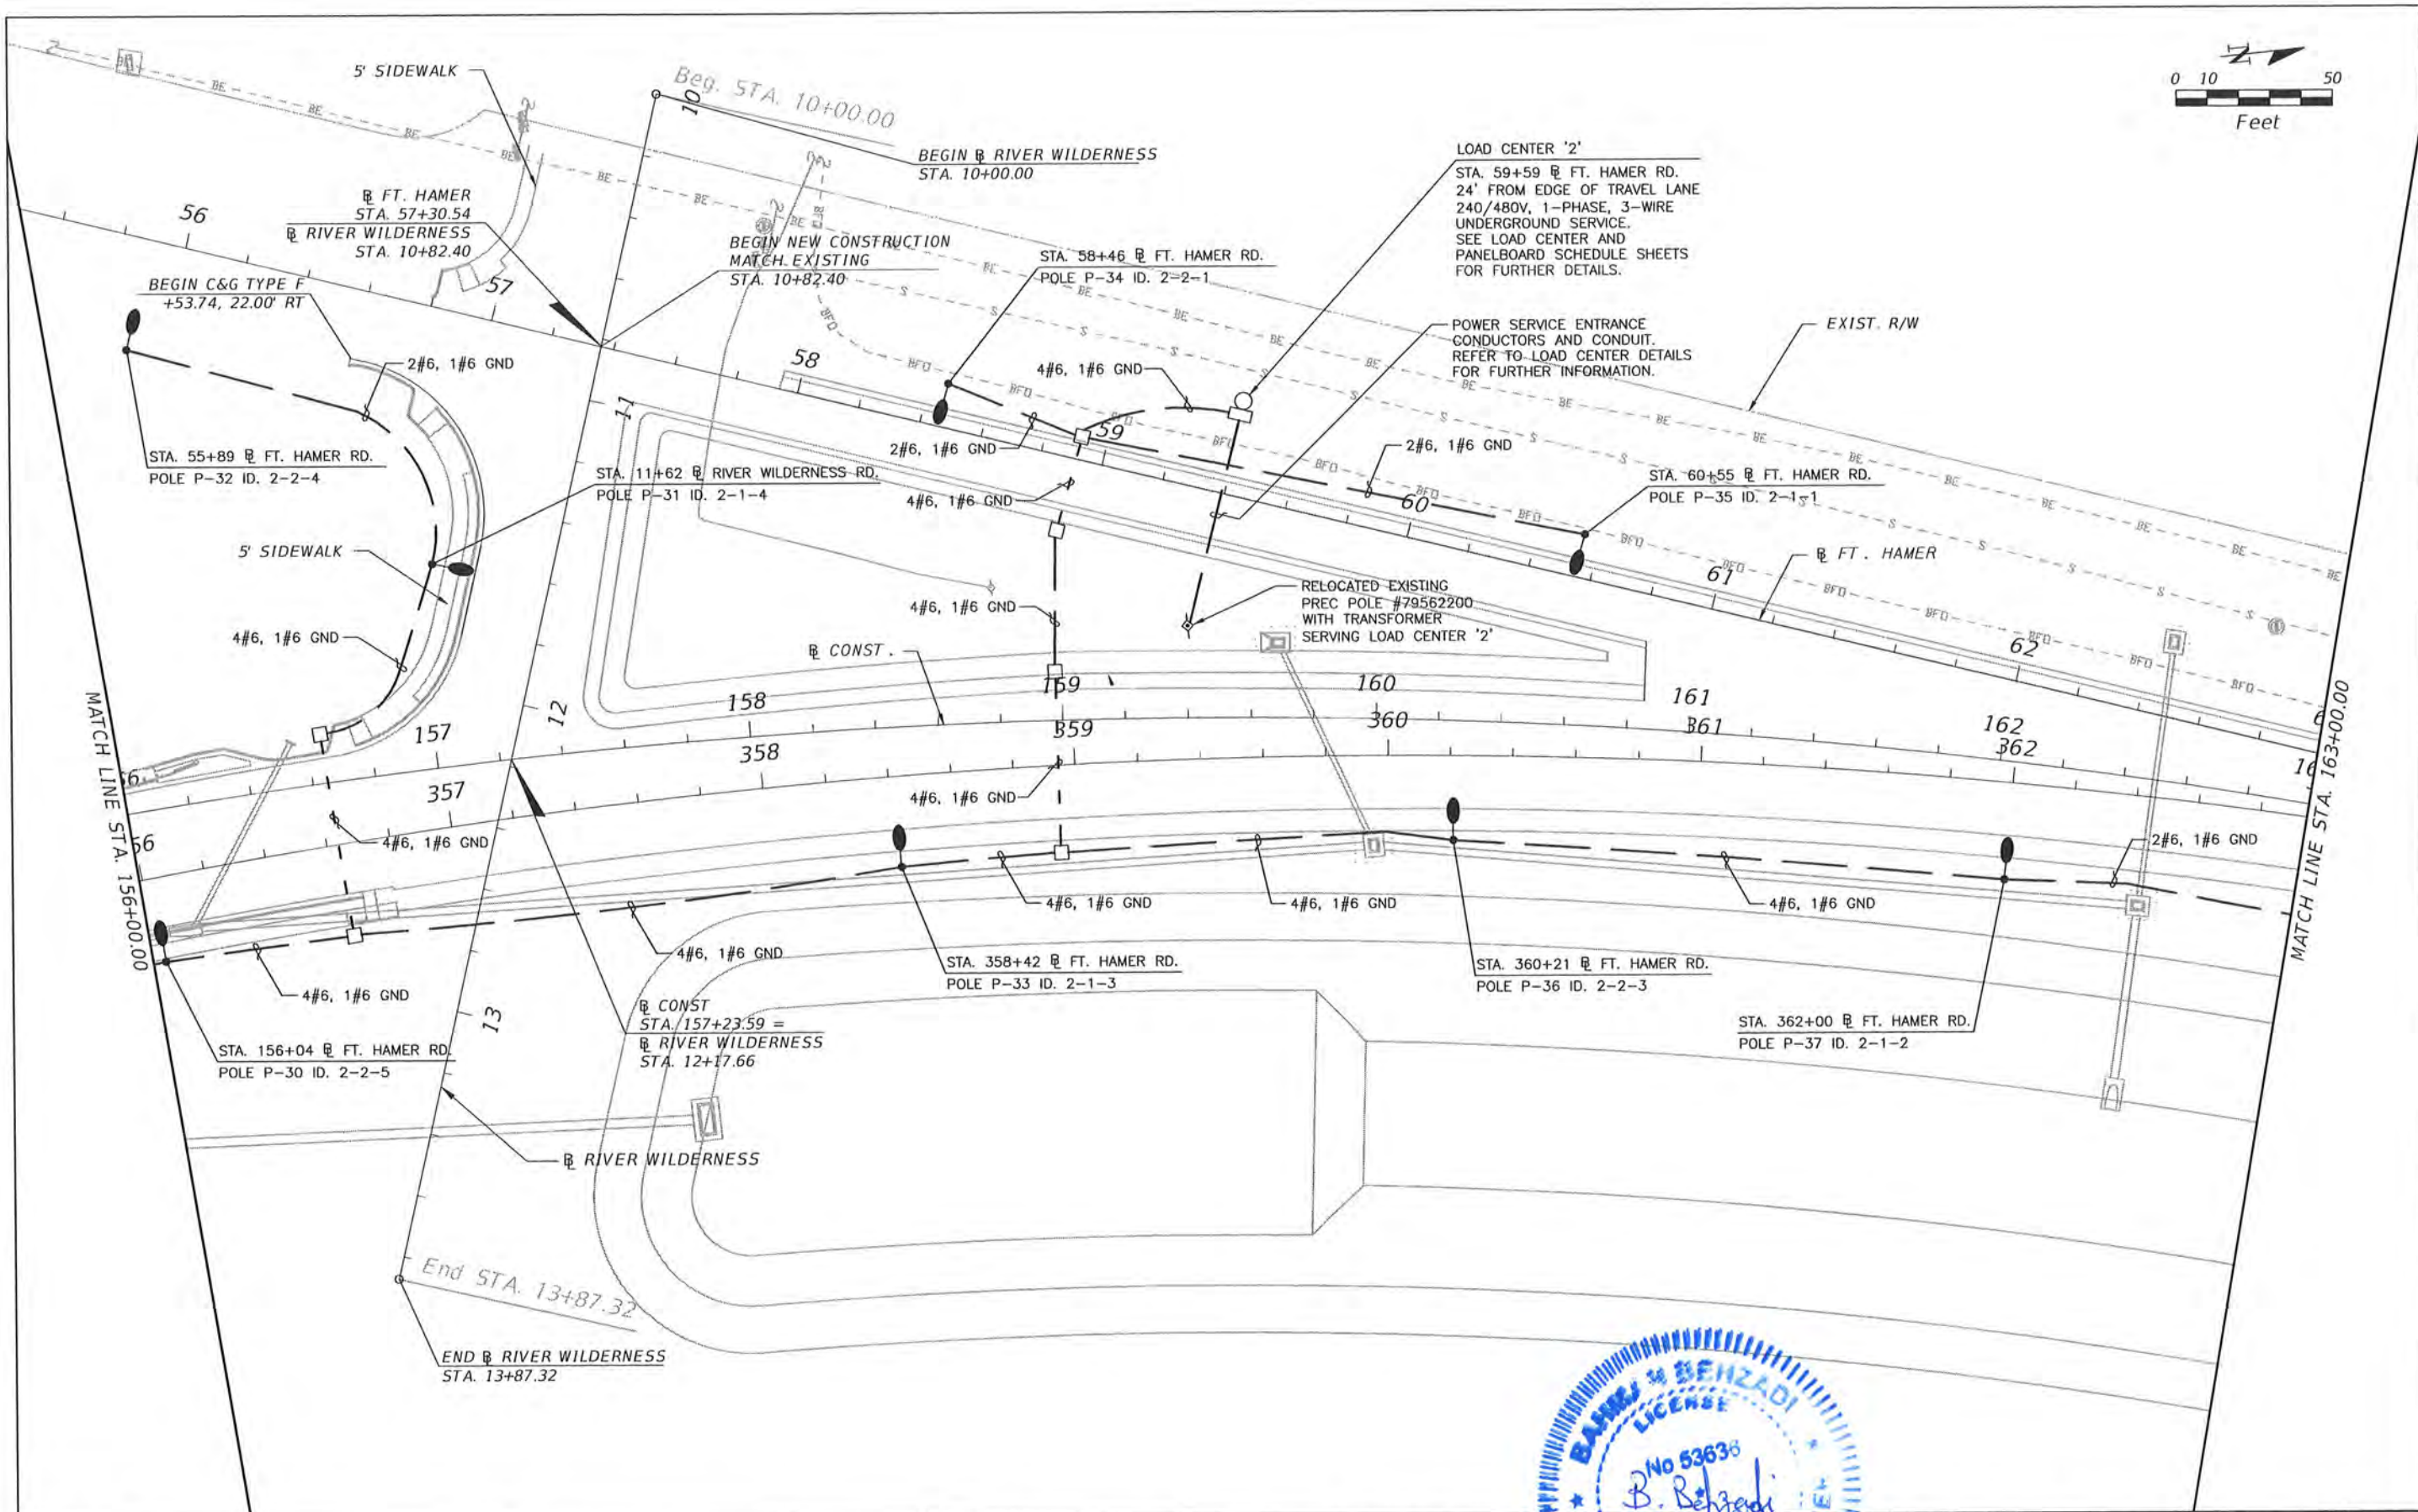 5' SIDEWALK
Beg. STA. 10+00.00
10
BEGIN ⅊ RIVER WILDERNESS
STA. 10+00.00
0 10 50
Feet
N
LOAD CENTER '2'
STA. 59+59 ⅊ FT. HAMER RD.
24' FROM EDGE OF TRAVEL LANE
240/480V, 1-PHASE, 3-WIRE
UNDERGROUND SERVICE.
SEE LOAD CENTER AND
PANELBOARD SCHEDULE SHEETS
FOR FURTHER DETAILS.
⅊ FT. HAMER
STA. 57+30.54
⅊ RIVER WILDERNESS
STA. 10+82.40
56
57
BEGIN NEW CONSTRUCTION
MATCH EXISTING
STA. 10+82.40
STA. 58+46 ⅊ FT. HAMER RD.
POLE P-34 ID. 2-2-1
BEGIN C&G TYPE F
+53.74, 22.00' RT
POWER SERVICE ENTRANCE
CONDUCTORS AND CONDUIT.
REFER TO LOAD CENTER DETAILS
FOR FURTHER INFORMATION.
EXIST. R/W
2#6, 1#6 GND
58
4#6, 1#6 GND
11
59
STA. 55+89 ⅊ FT. HAMER RD.
POLE P-32 ID. 2-2-4
STA. 11+62 ⅊ RIVER WILDERNESS RD.
POLE P-31 ID. 2-1-4
2#6, 1#6 GND
2#6, 1#6 GND
4#6, 1#6 GND
60
STA. 60+55 ⅊ FT. HAMER RD.
POLE P-35 ID. 2-1-1
5' SIDEWALK
⅊ FT. HAMER
61
4#6, 1#6 GND
4#6, 1#6 GND
RELOCATED EXISTING
PREC POLE #79562200
WITH TRANSFORMER
SERVING LOAD CENTER '2'
62
⅊ CONST.
12
157
158
159
160
161
162
16
357
358
359
360
361
362
56
4#6, 1#6 GND
4#6, 1#6 GND
2#6, 1#6 GND
MATCH LINE STA. 156+00.00
MATCH LINE STA. 163+00.00
4#6, 1#6 GND
4#6, 1#6 GND
4#6, 1#6 GND
4#6, 1#6 GND
4#6, 1#6 GND
STA. 358+42 ⅊ FT. HAMER RD.
POLE P-33 ID. 2-1-3
STA. 360+21 ⅊ FT. HAMER RD.
POLE P-36 ID. 2-2-3
STA. 362+00 ⅊ FT. HAMER RD.
POLE P-37 ID. 2-1-2
13
⅊ CONST
STA. 157+23.59 =
⅊ RIVER WILDERNESS
STA. 12+17.66
STA. 156+04 ⅊ FT. HAMER RD.
POLE P-30 ID. 2-2-5
⅊ RIVER WILDERNESS
End STA. 13+87.32
END ⅊ RIVER WILDERNESS
STA. 13+87.32
BEHZADI
LICENSE
No 53636
B. Behzadi